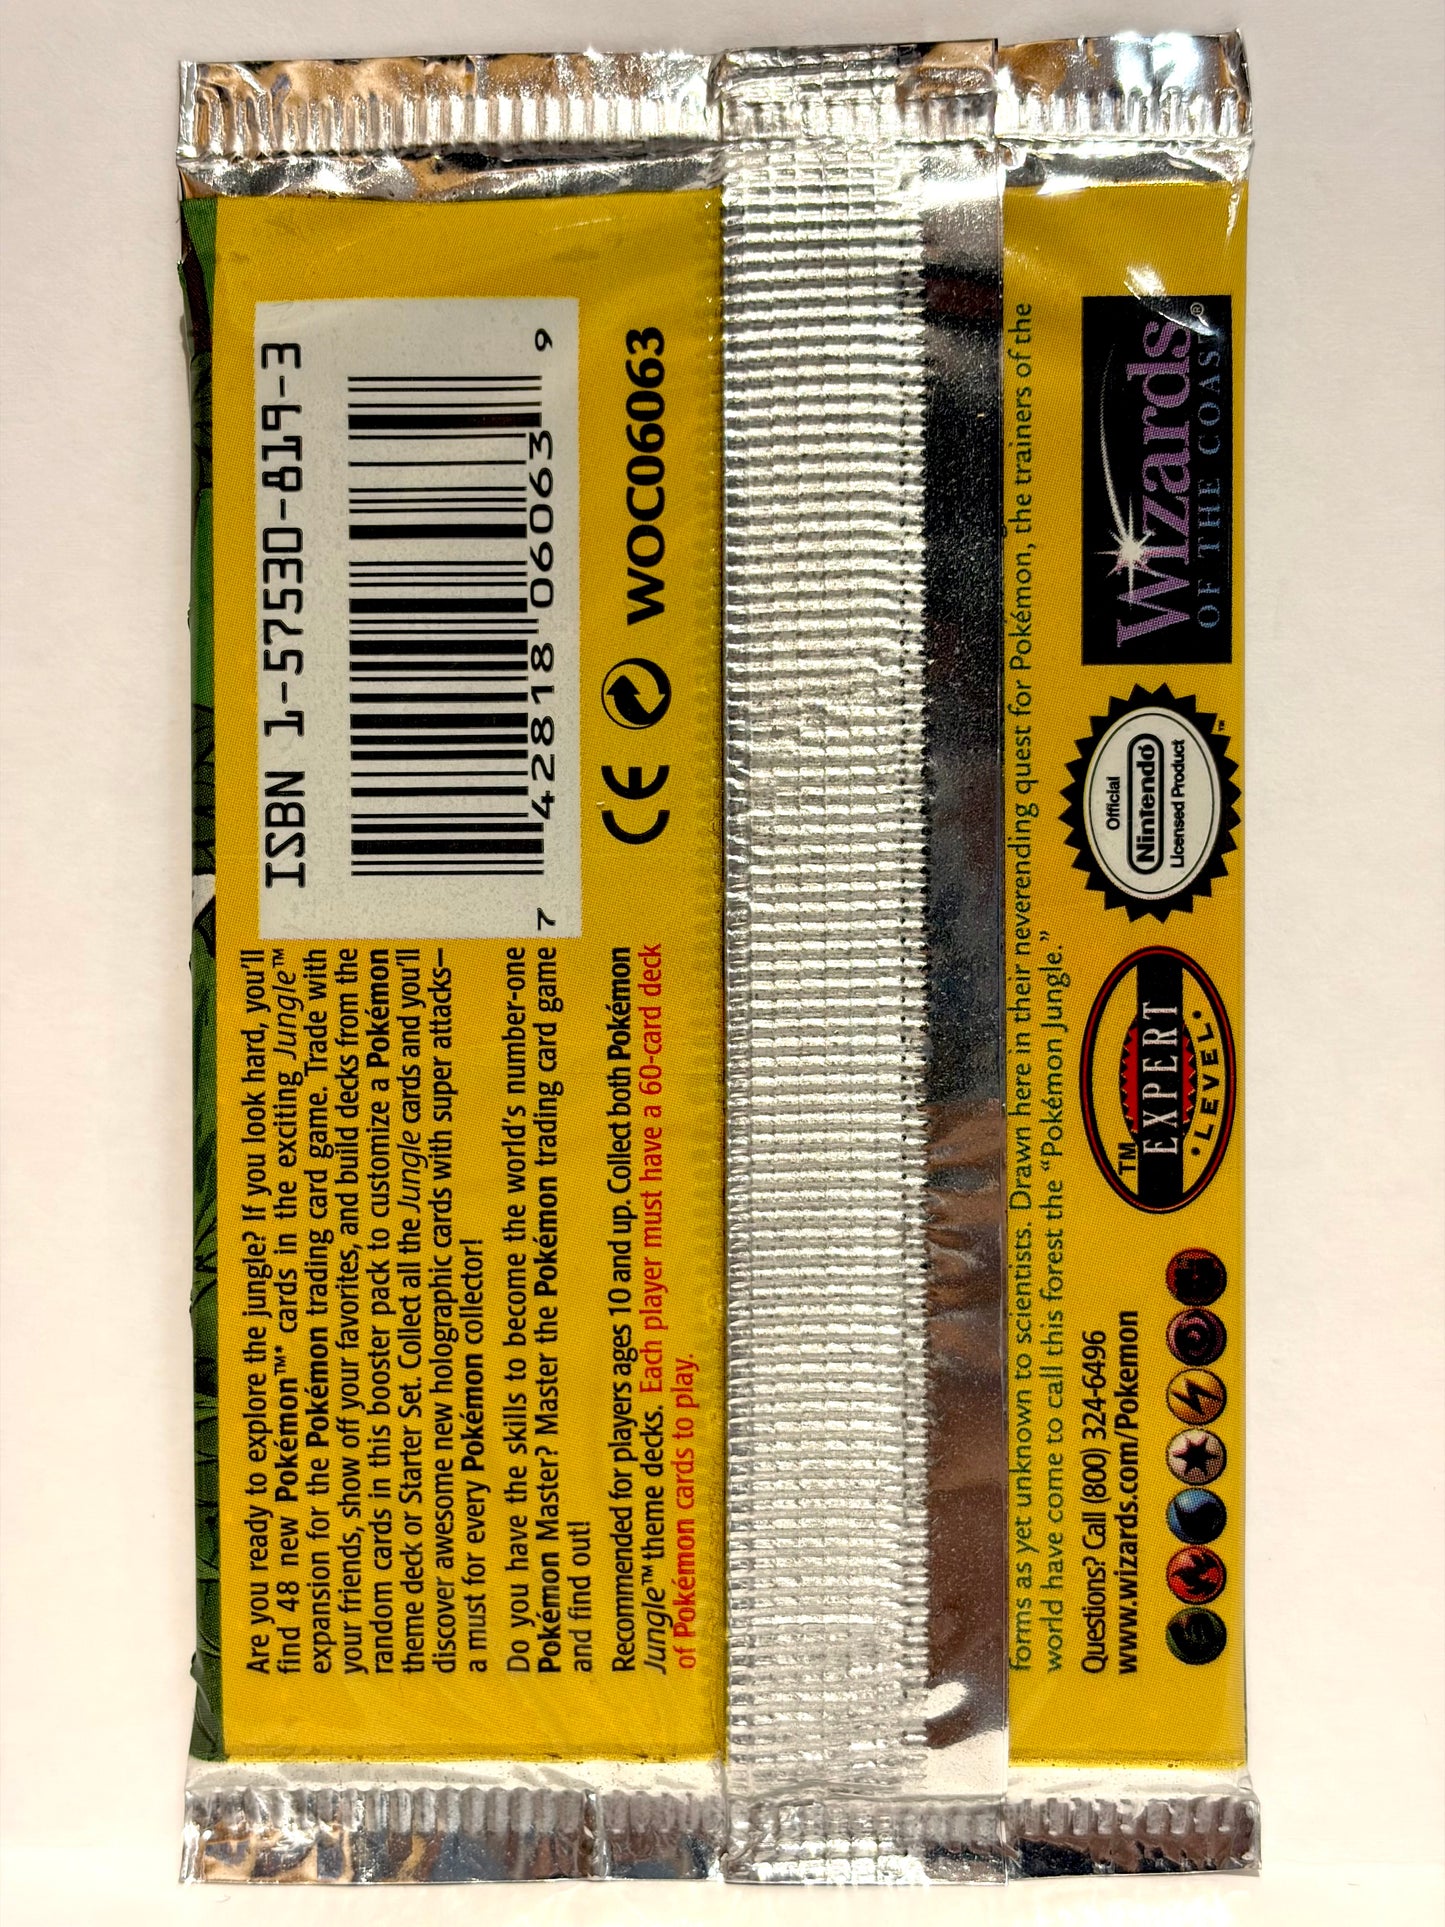 Are you ready to explore the jungle? If you look hard, you'll
find 48 new Pokémon™* cards in the exciting Jungle™
expansion for the Pokémon trading card game. Trade with
your friends, show off your favorites, and build decks from the
random cards in this booster pack to customize a Pokémon
theme deck or Starter Set. Collect all the Jungle cards and you'll
discover awesome new holographic cards with super attacks—
a must for every Pokémon collector!
Do you have the skills to become the world's number-one
Pokémon Master? Master the Pokémon trading card game
and find out!
Recommended for players ages 10 and up. Collect both Pokémon
Jungle™ theme decks. Each player must have a 60-card deck
of Pokémon cards to play.
ISBN 1-57530-819-3
7 42818 06063 9
CE WOC06063
forms as yet unknown to scientists. Drawn here in their neverending quest for Pokémon, the trainers of the
world have come to call this forest the “Pokémon Jungle.”
Questions? Call (800) 324-6496
www.wizards.com/Pokemon
TM
EXPERT
•LEVEL•
Official
Nintendo
Licensed Product
™
Wizards
OF THE COAST®